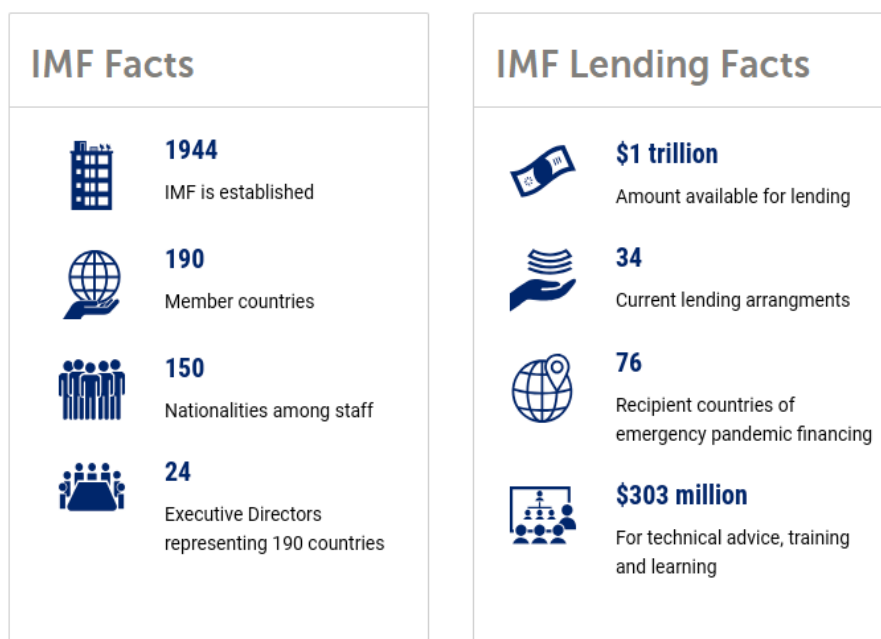 IMF Facts
1944
IMF is established
190
Member countries
150
Nationalities among staff
24
Executive Directors
representing 190 countries
IMF Lending Facts
$1 trillion
Amount available for lending
34
Current lending arrangments
76
Recipient countries of
emergency pandemic financing
$303 million
For technical advice, training
and learning